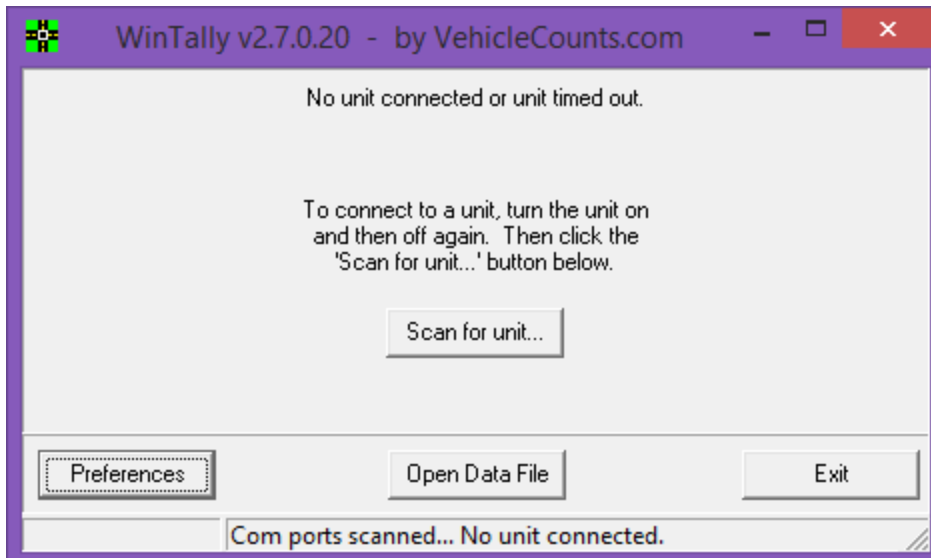 WinTally v2.7.0.20 - by VehicleCounts.com
No unit connected or unit timed out.
To connect to a unit, turn the unit on
and then off again. Then click the
'Scan for unit...' button below.
Scan for unit...
Preferences
Open Data File
Exit
Com ports scanned... No unit connected.